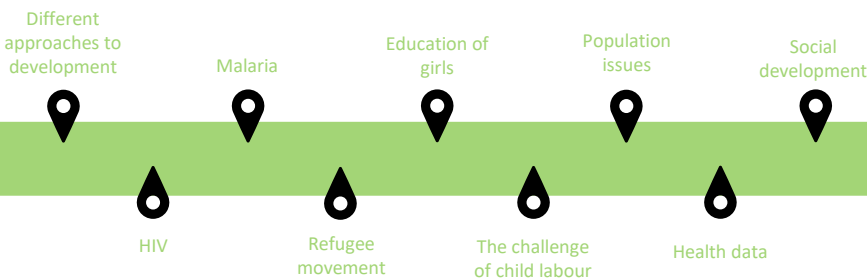 Different
approaches to
development
HIV
Malaria
Refugee
movement
Education of
girls
The challenge
of child labour
Population
issues
Health data
Social
development